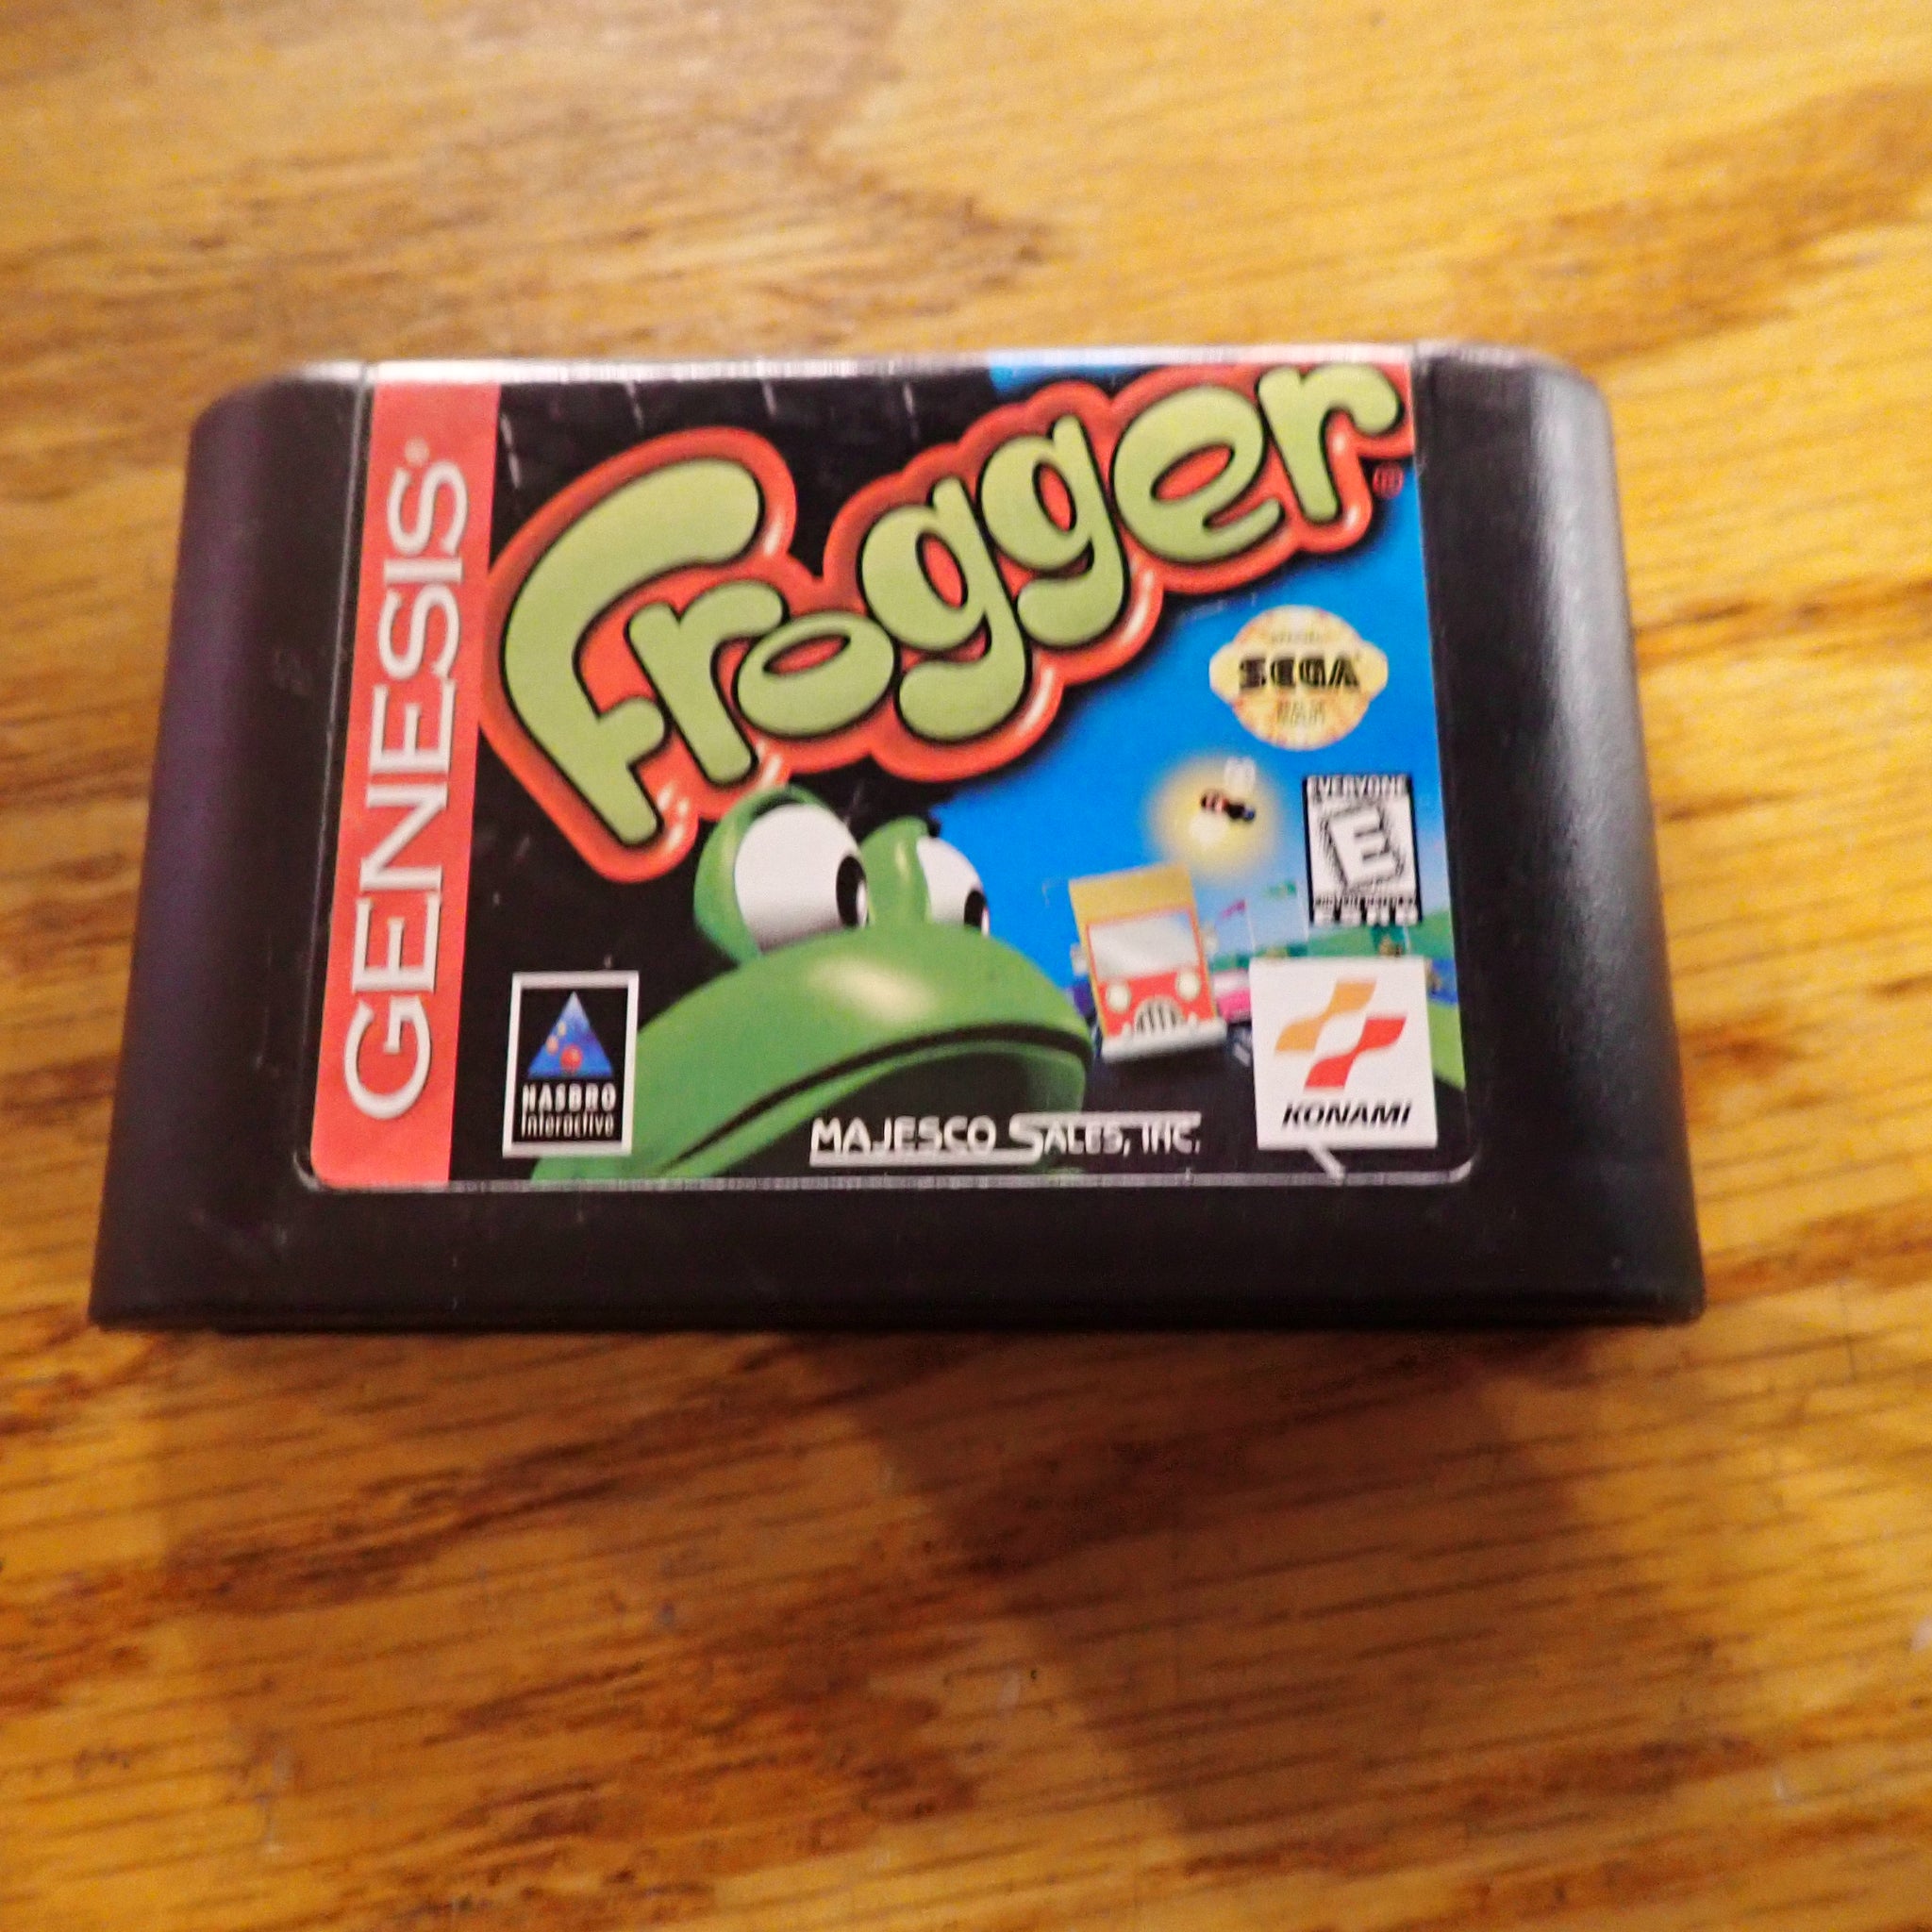 GENESIS
Frogger
SEGA
EVERYONE
E
HASBRO
Interactive
MAJESCO SALES, INC.
KONAMI